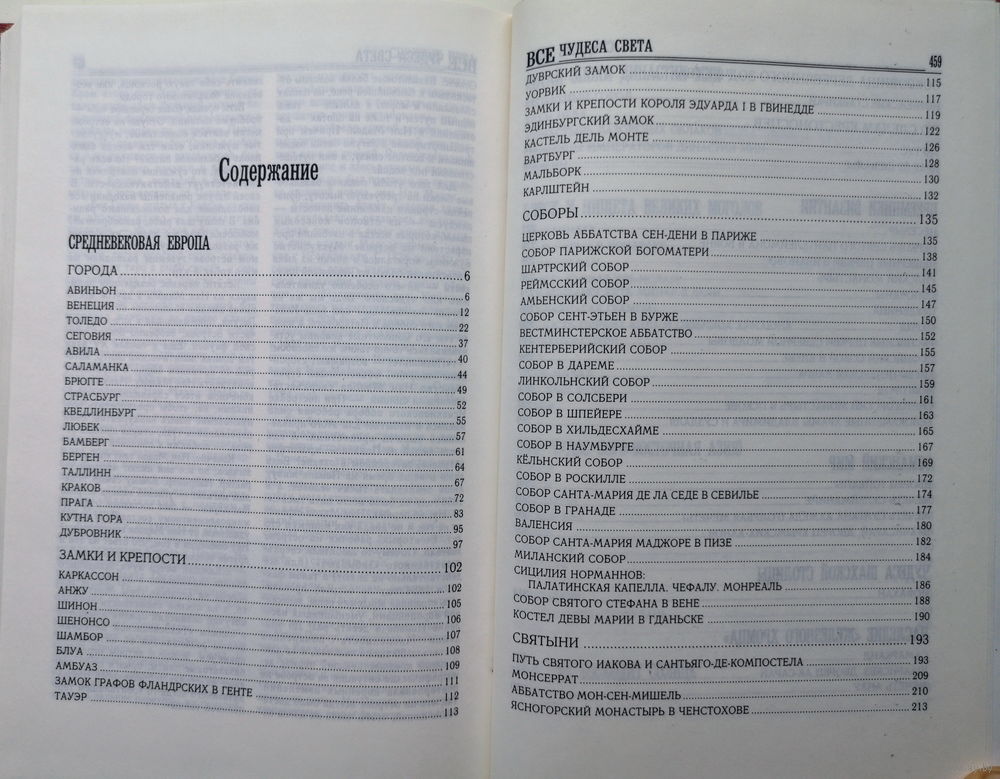 Содержание
СРЕДНЕВЕКОВАЯ ЕВРОПА
ГОРОДА 6
АВИНЬОН 6
ВЕНЕЦИЯ 12
ТОЛЕДО 22
СЕГОВИЯ 37
АВИЛА 40
САЛАМАНКА 44
БРЮГГЕ 49
СТРАСБУРГ 52
КВЕДЛИНБУРГ 55
ЛЮБЕК 57
БАМБЕРГ 61
БЕРГЕН 64
ТАЛЛИНН 67
КРАКОВ 72
ПРАГА 83
КУТНА ГОРА 95
ДУБРОВНИК 97
ЗАМКИ И КРЕПОСТИ 102
КАРКАССОН 102
АНЖУ 105
ШИНОН 106
ШЕНОНСО 107
ШАМБОР 108
БЛУА 109
АМБУАЗ 111
ЗАМОК ГРАФОВ ФЛАНДРСКИХ В ГЕНТЕ 112
ТАУЭР 113
ВСЕ ЧУДЕСА СВЕТА 459
ДУВРСКИЙ ЗАМОК 115
УОРВИК 117
ЗАМКИ И КРЕПОСТИ КОРОЛЯ ЭДУАРДА I В ГВИНЕДДЕ 119
ЭДИНБУРГСКИЙ ЗАМОК 122
КАСТЕЛЬ ДЕЛЬ МОНТЕ 126
ВАРТБУРГ 128
МАЛЬБОРК 130
КАРЛШТЕЙН 132
СОБОРЫ 135
ЦЕРКОВЬ АББАТСТВА СЕН-ДЕНИ В ПАРИЖЕ 135
СОБОР ПАРИЖСКОЙ БОГОМАТЕРИ 138
ШАРТРСКИЙ СОБОР 141
РЕЙМССКИЙ СОБОР 145
АМЬЕНСКИЙ СОБОР 147
СОБОР СЕНТ-ЭТЬЕН В БУРЖЕ 150
ВЕСТМИНСТЕРСКОЕ АББАТСТВО 152
КЕНТЕРБЕРИЙСКИЙ СОБОР 155
СОБОР В ДАРЕМЕ 157
ЛИНКОЛЬНСКИЙ СОБОР 159
СОБОР В СОЛСБЕРИ 161
СОБОР В ШПЕЙЕРЕ 163
СОБОР В ХИЛЬДЕСХАЙМЕ 165
СОБОР В НАУМБУРГЕ 167
КЁЛЬНСКИЙ СОБОР 169
СОБОР В РОСКИЛЛЕ 172
СОБОР САНТА-МАРИЯ ДЕ ЛА СЕДЕ В СЕВИЛЬЕ 174
СОБОР В ГРАНАДЕ 177
ВАЛЕНСИЯ 180
СОБОР САНТА-МАРИЯ МАДЖОРЕ В ПИЗЕ 182
МИЛАНСКИЙ СОБОР 184
СИЦИЛИЯ НОРМАННОВ:
ПАЛАТИНСКАЯ КАПЕЛЛА. ЧЕФАЛУ. МОНРЕАЛЬ 186
СОБОР СВЯТОГО СТЕФАНА В ВЕНЕ 188
КОСТЕЛ ДЕВЫ МАРИИ В ГДАНЬСКЕ 190
СВЯТЫНИ 193
ПУТЬ СВЯТОГО ИАКОВА И САНТЬЯГО-ДЕ-КОМПОСТЕЛА 193
МОНСЕРРАТ 209
АББАТСТВО МОН-СЕН-МИШЕЛЬ 210
ЯСНОГОРСКИЙ МОНАСТЫРЬ В ЧЕНСТОХОВЕ 213